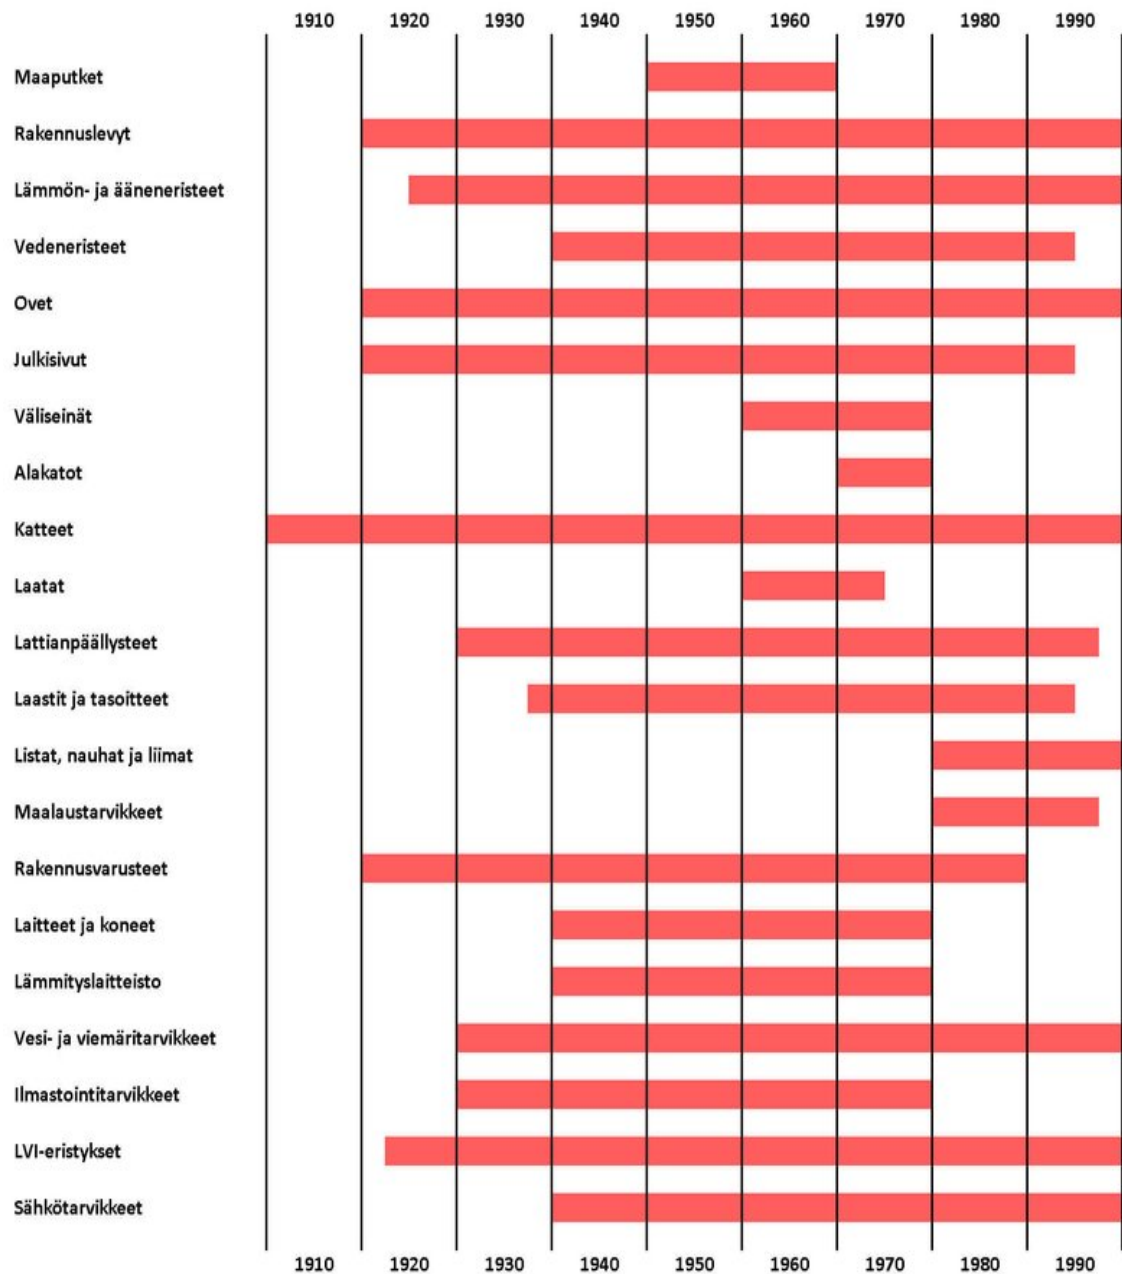 1910 1920 1930 1940 1950 1960 1970 1980 1990
Maaputket
Rakennuslevyt
Lämmön- ja ääneneristeet
Vedeneristeet
Ovet
Julkisivut
Väliseinät
Alakatot
Katteet
Laatat
Lattianpäällysteet
Laastit ja tasoitteet
Listat, nauhat ja liimat
Maalaustarvikkeet
Rakennusvarusteet
Laitteet ja koneet
Lämmityslaitteisto
Vesi- ja viemäritarvikkeet
Ilmastointitarvikkeet
LVI-eristykset
Sähkötarvikkeet
1910 1920 1930 1940 1950 1960 1970 1980 1990